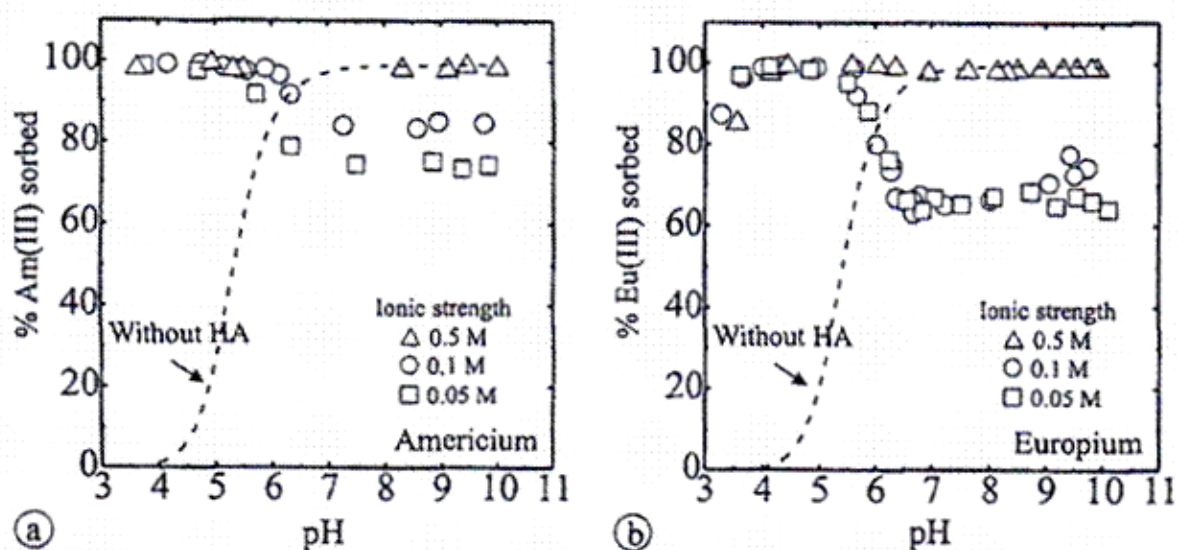 % Am(III) sorbed
100
80
60
40
20
0
Without HA
Ionic strength
△ 0.5 M
○ 0.1 M
□ 0.05 M
Americium
3 4 5 6 7 8 9 10 11
pH
a
% Eu(III) sorbed
100
80
60
40
20
0
Without HA
Ionic strength
△ 0.5 M
○ 0.1 M
□ 0.05 M
Europium
3 4 5 6 7 8 9 10 11
pH
b